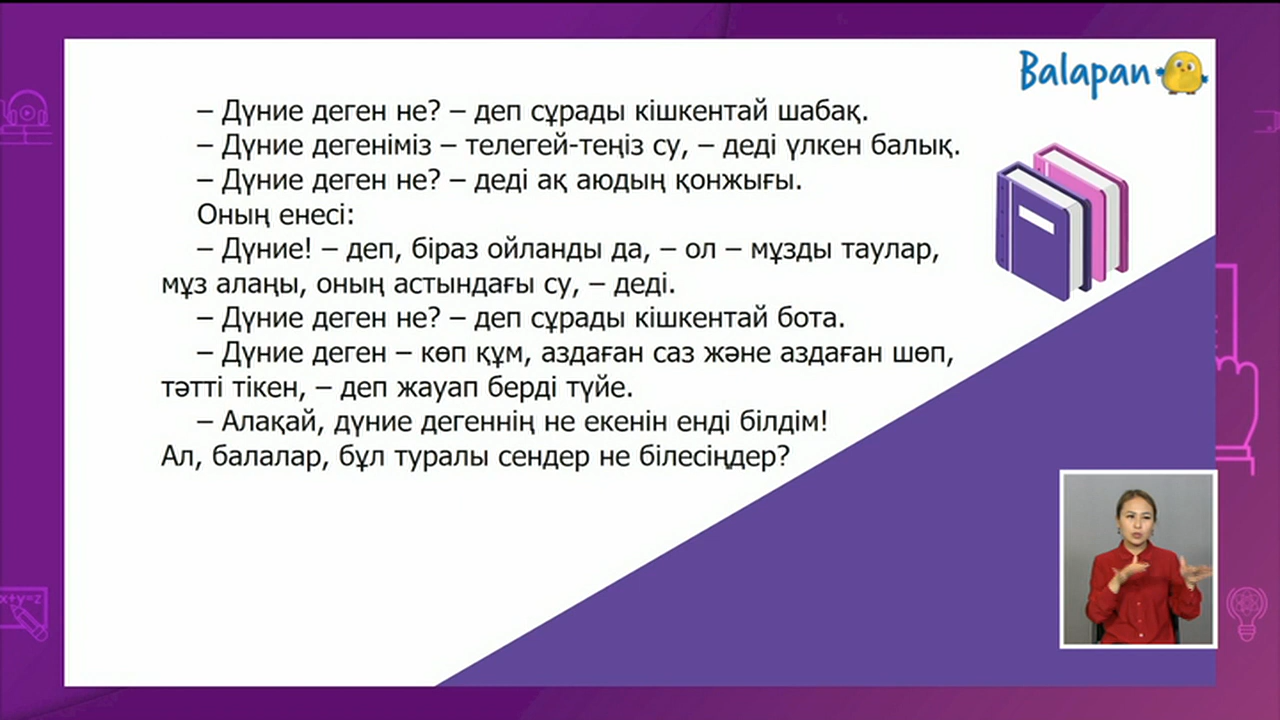 Balapan
– Дүние деген не? – деп сұрады кішкентай шабақ.
– Дүние дегеніміз – телегей-теңіз су, – деді үлкен балық.
– Дүние деген не? – деді ақ аюдың қонжығы.
Оның енесі:
– Дүние! – деп, біраз ойланды да, – ол – мұзды таулар,
мұз алаңы, оның астындағы су, – деді.
– Дүние деген не? – деп сұрады кішкентай бота.
– Дүние деген – көп құм, аздаған саз және аздаған шөп,
тәтті тікен, – деп жауап берді түйе.
– Алақай, дүние дегеннің не екенін енді білдім!
Ал, балалар, бұл туралы сендер не білесіңдер?
x+y=z